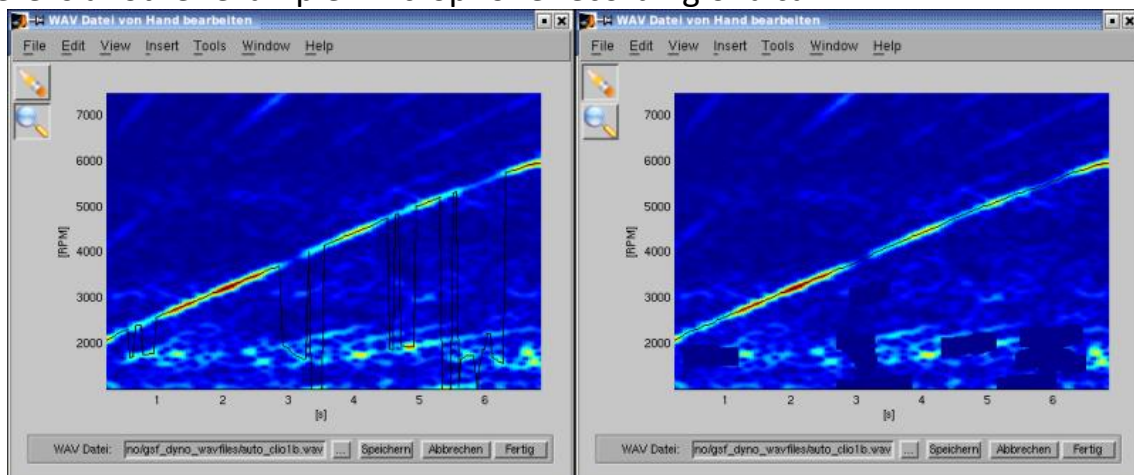 WAV Datei von Hand bearbeiten
File Edit View Insert Tools Window Help
7000
6000
5000
4000
3000
2000
[RPM]
1 2 3 4 5 6
[s]
WAV Datei: no/gsf_dyno_wavfiles/auto_clio1b.wav ... Speichern Abbrechen Fertig
WAV Datei von Hand bearbeiten
File Edit View Insert Tools Window Help
7000
6000
5000
4000
3000
2000
[RPM]
1 2 3 4 5 6
[s]
WAV Datei: no/gsf_dyno_wavfiles/auto_clio1b.wav ... Speichern Abbrechen Fertig